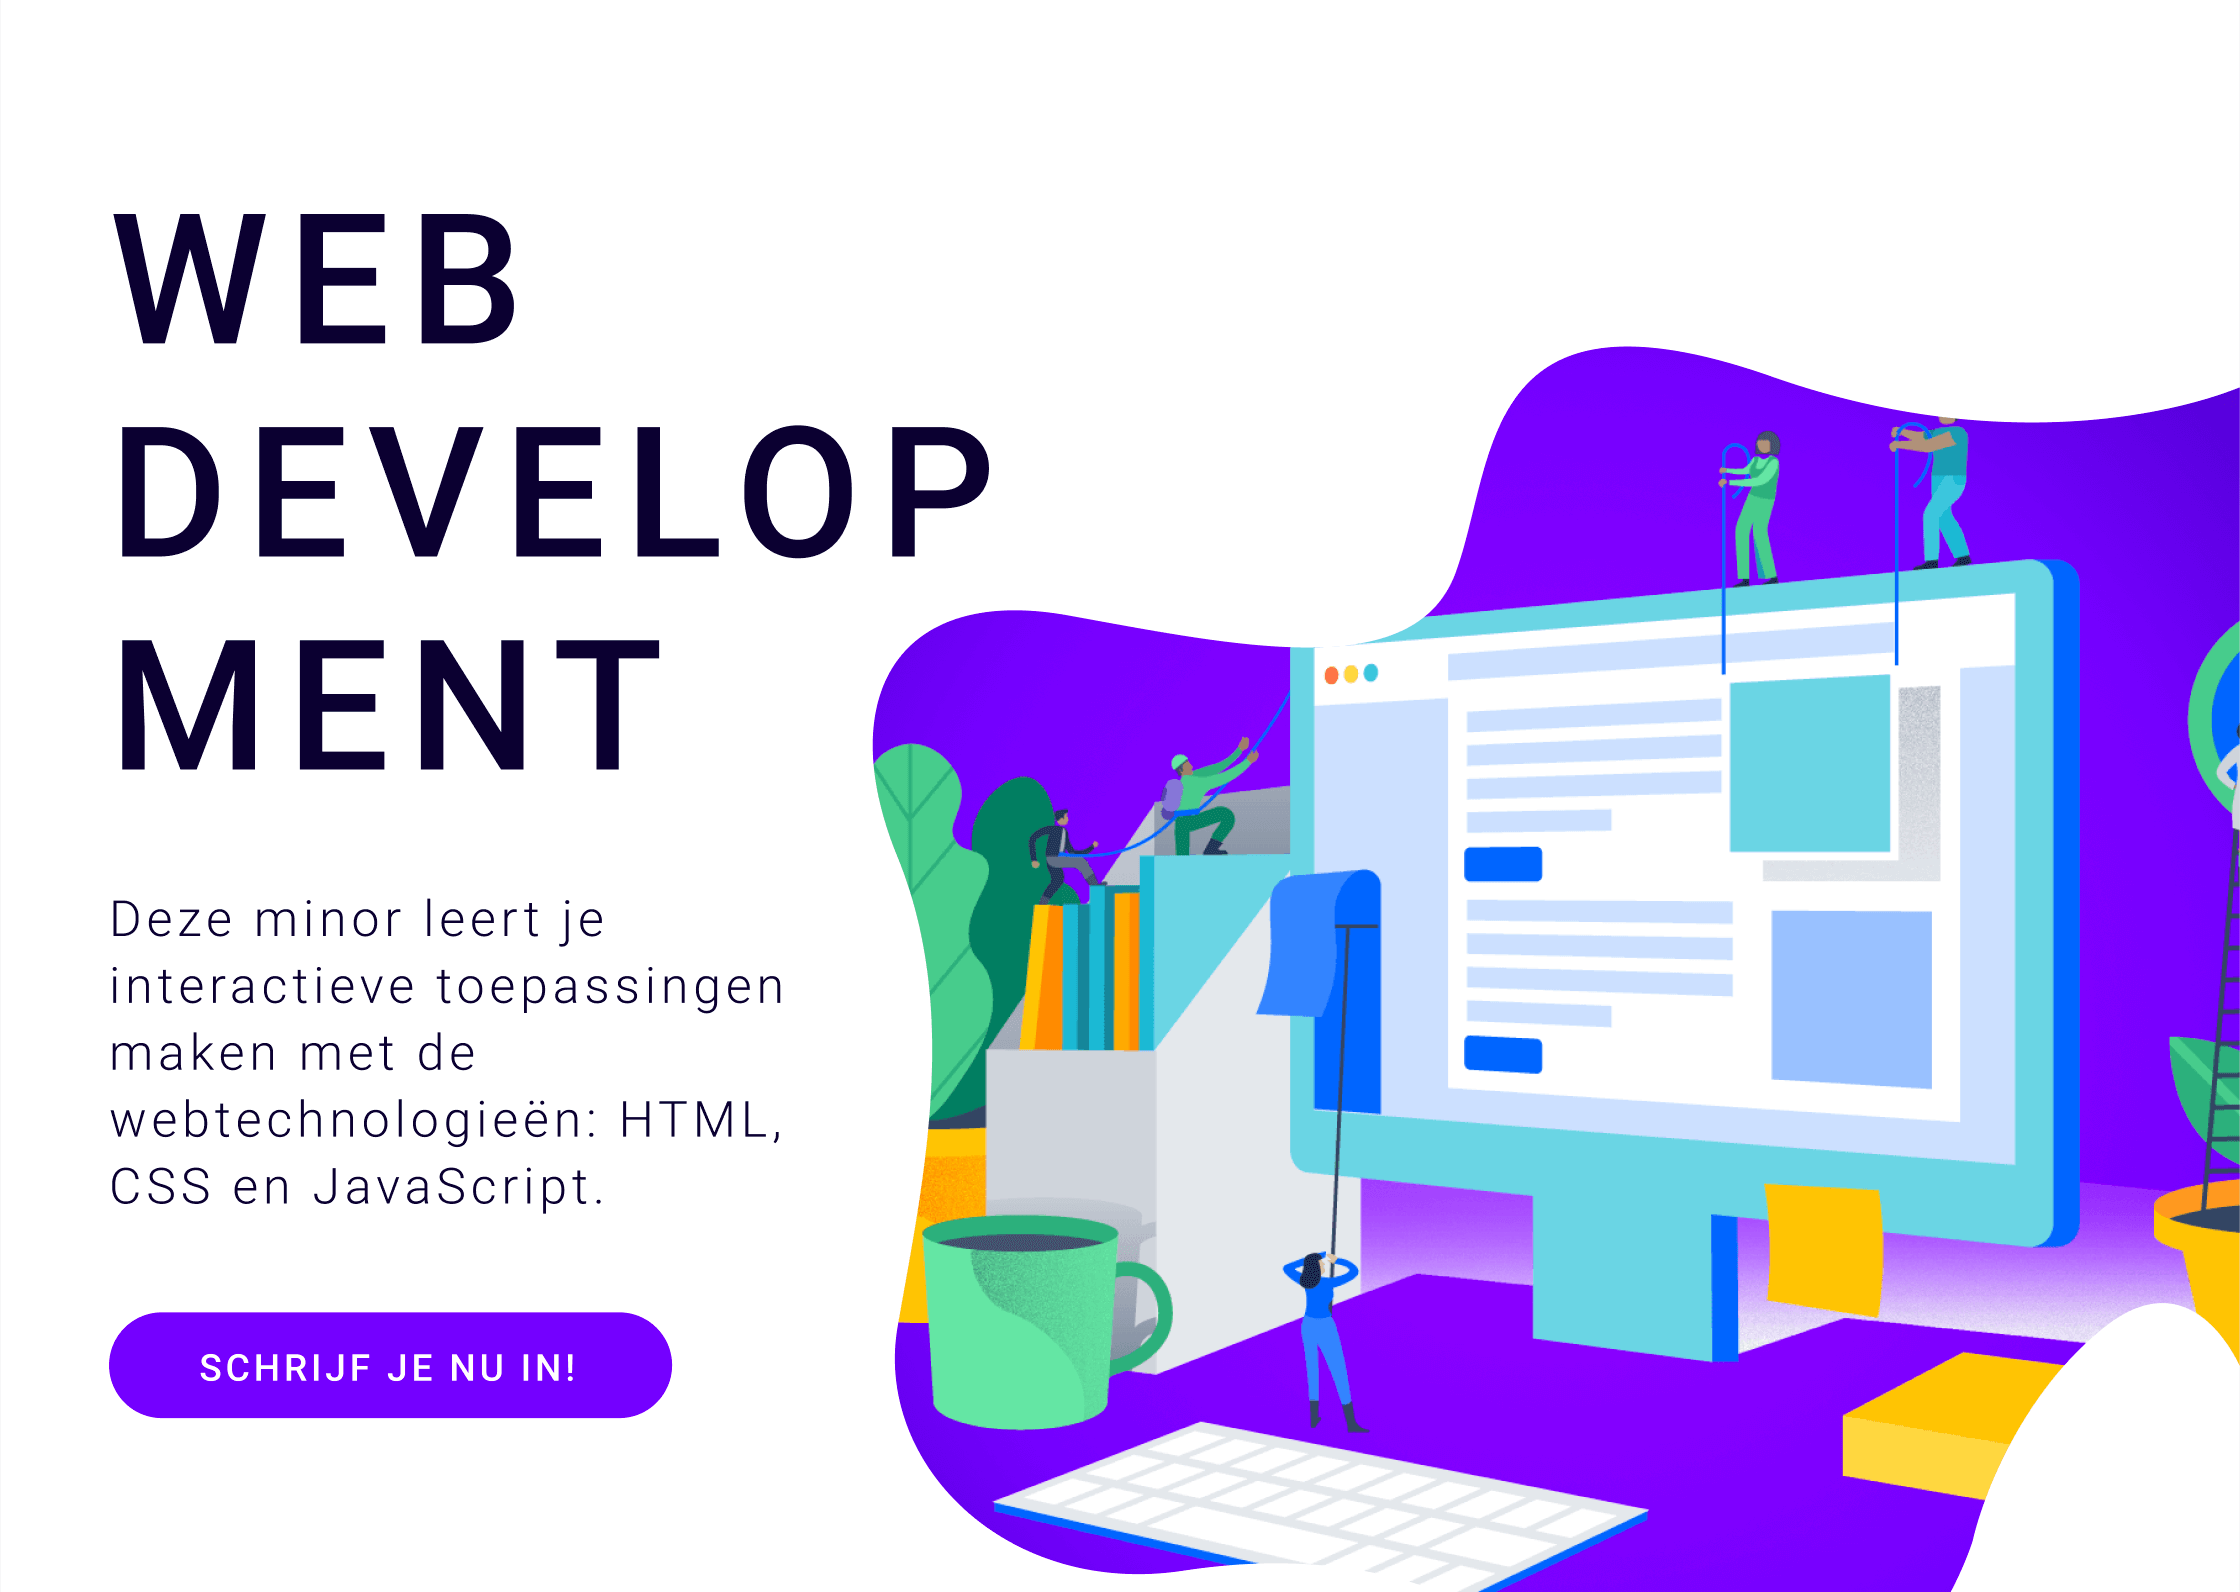 WEB
DEVELOP
MENT
Deze minor leert je
interactieve toepassingen
maken met de
webtechnologieën: HTML,
CSS en JavaScript.
SCHRIJF JE NU IN!